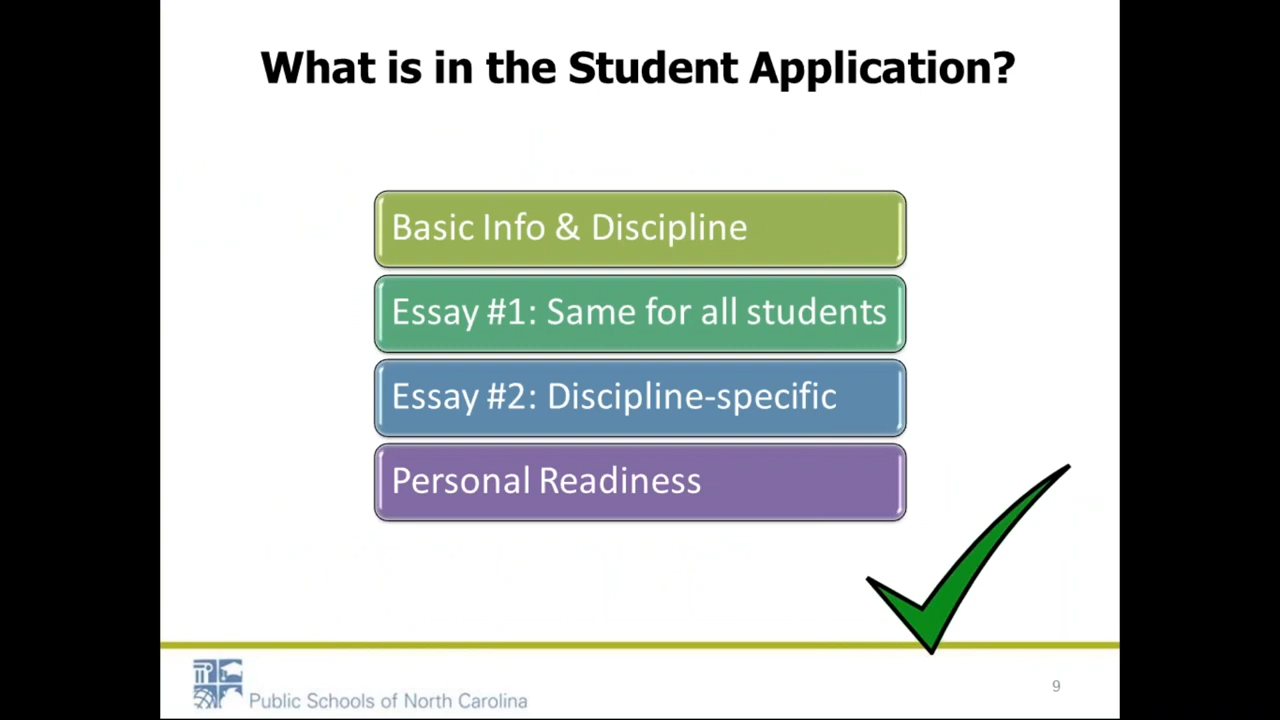 What is in the Student Application?
Basic Info & Discipline
Essay #1: Same for all students
Essay #2: Discipline-specific
Personal Readiness
Public Schools of North Carolina
9